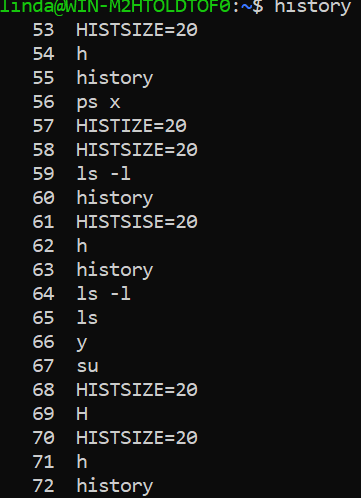 linda@WIN-M2HTOLDTOF0:~$ history
53 HISTSIZE=20
54 h
55 history
56 ps x
57 HISTIZE=20
58 HISTSIZE=20
59 ls -l
60 history
61 HISTSISE=20
62 h
63 history
64 ls -l
65 ls
66 y
67 su
68 HISTSIZE=20
69 H
70 HISTSIZE=20
71 h
72 history